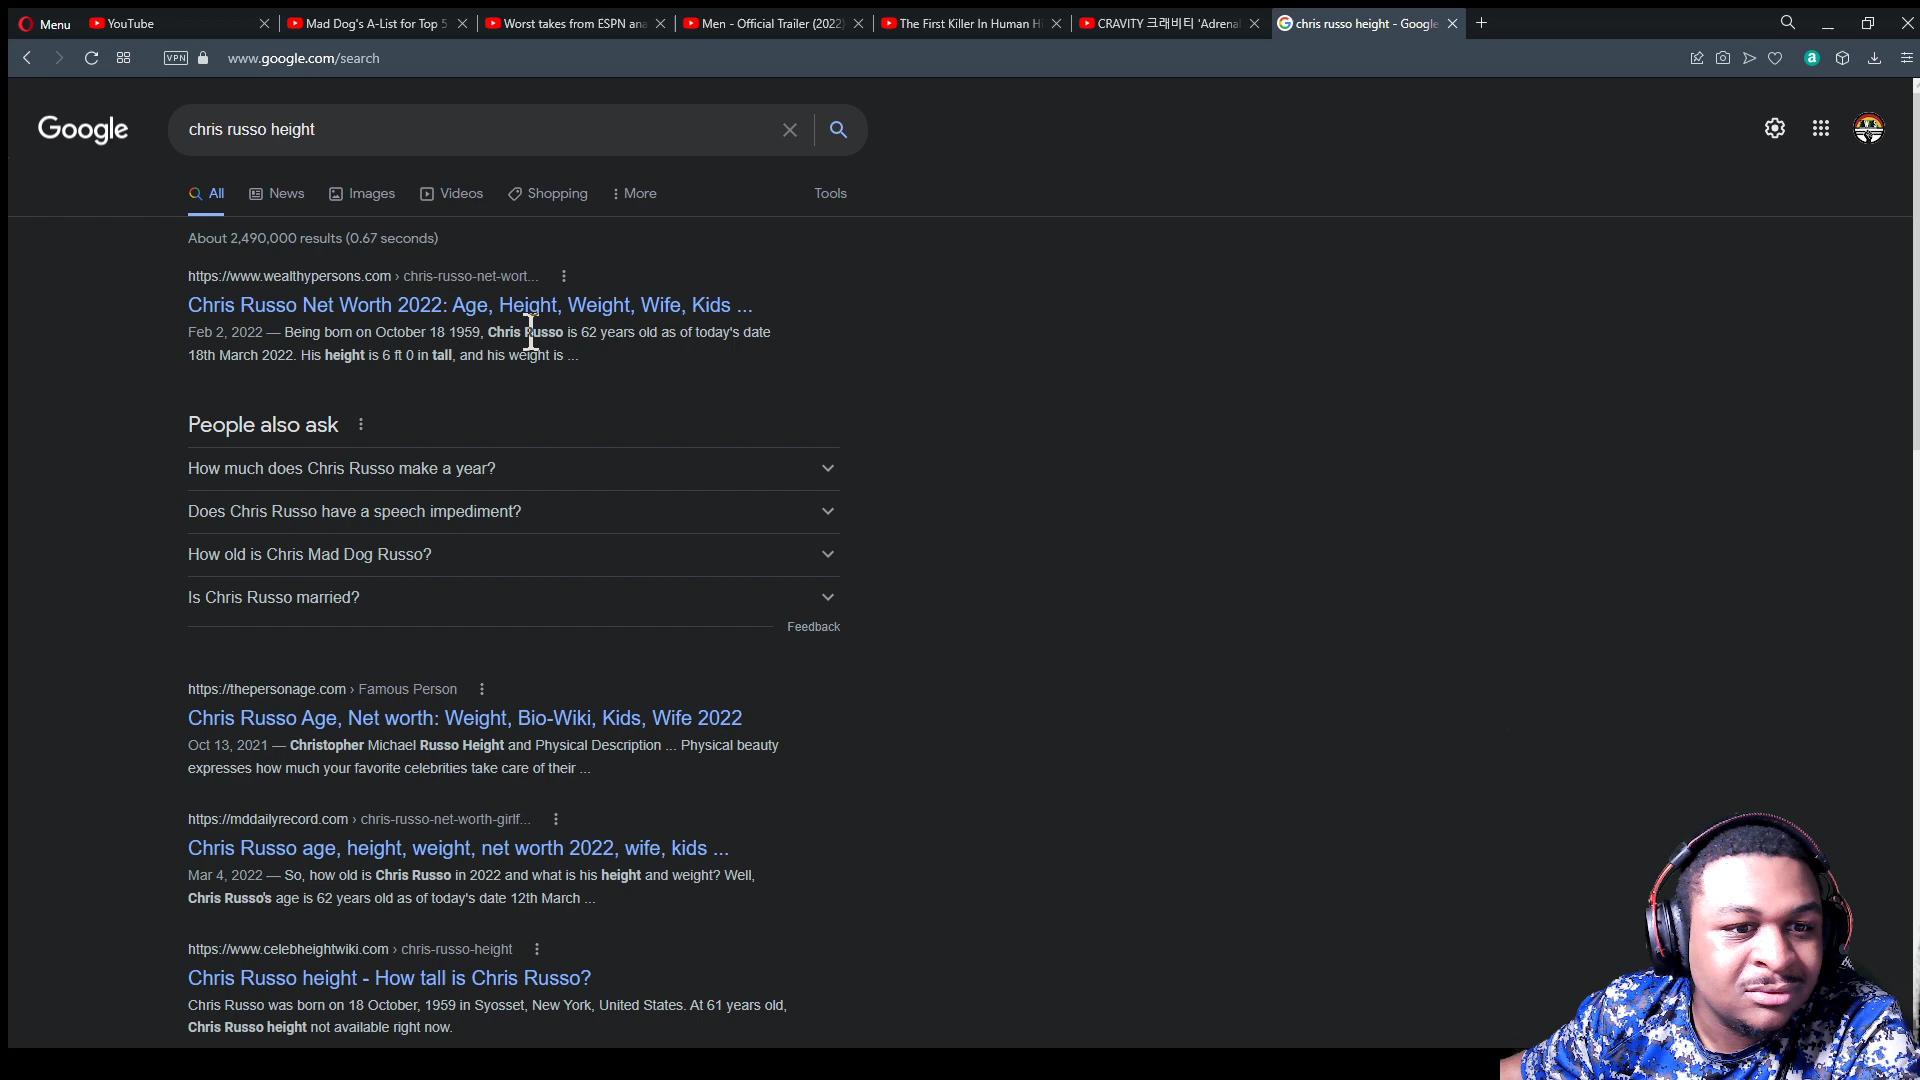 Menu YouTube Mad Dog's A-List for Top 5 Worst takes from ESPN ana Men - Official Trailer (2022) The First Killer In Human Hi CRAVITY 크래비티 'Adrenal chris russo height - Google
VPN www.google.com/search a
Google chris russo height
All News Images Videos Shopping More Tools
About 2,490,000 results (0.67 seconds)
https://www.wealthypersons.com › chris-russo-net-wort...
Chris Russo Net Worth 2022: Age, Height, Weight, Wife, Kids ...
Feb 2, 2022 — Being born on October 18 1959, Chris Russo is 62 years old as of today's date
18th March 2022. His height is 6 ft 0 in tall, and his weight is ...
People also ask
How much does Chris Russo make a year?
Does Chris Russo have a speech impediment?
How old is Chris Mad Dog Russo?
Is Chris Russo married?
Feedback
https://thepersonage.com › Famous Person
Chris Russo Age, Net worth: Weight, Bio-Wiki, Kids, Wife 2022
Oct 13, 2021 — Christopher Michael Russo Height and Physical Description ... Physical beauty
expresses how much your favorite celebrities take care of their ...
https://mddailyrecord.com › chris-russo-net-worth-girlf...
Chris Russo age, height, weight, net worth 2022, wife, kids ...
Mar 4, 2022 — So, how old is Chris Russo in 2022 and what is his height and weight? Well,
Chris Russo's age is 62 years old as of today's date 12th March ...
https://www.celebheightwiki.com › chris-russo-height
Chris Russo height - How tall is Chris Russo?
Chris Russo was born on 18 October, 1959 in Syosset, New York, United States. At 61 years old,
Chris Russo height not available right now.